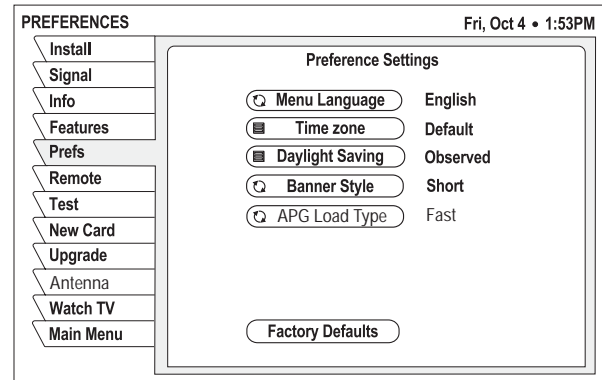 PREFERENCES
Fri, Oct 4 • 1:53PM
Install
Signal
Info
Features
Prefs
Remote
Test
New Card
Upgrade
Antenna
Watch TV
Main Menu
Preference Settings
Menu Language English
Time zone Default
Daylight Saving Observed
Banner Style Short
APG Load Type Fast
Factory Defaults